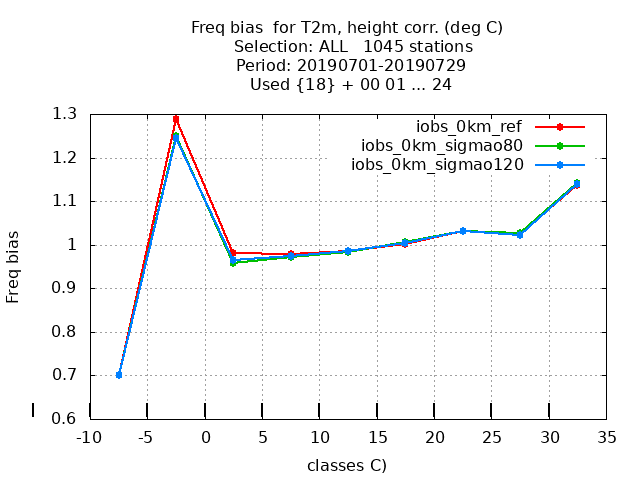 Freq bias  for T2m, height corr. (deg C)
Selection: ALL   1045 stations
Period: 20190701-20190729
Used {18} + 00 01 ... 24
iobs_0km_ref
iobs_0km_sigmao80
iobs_0km_sigmao120
Freq bias
1.3
1.2
1.1
1
0.9
0.8
0.7
0.6
-10 -5 0 5 10 15 20 25 30 35
classes C)